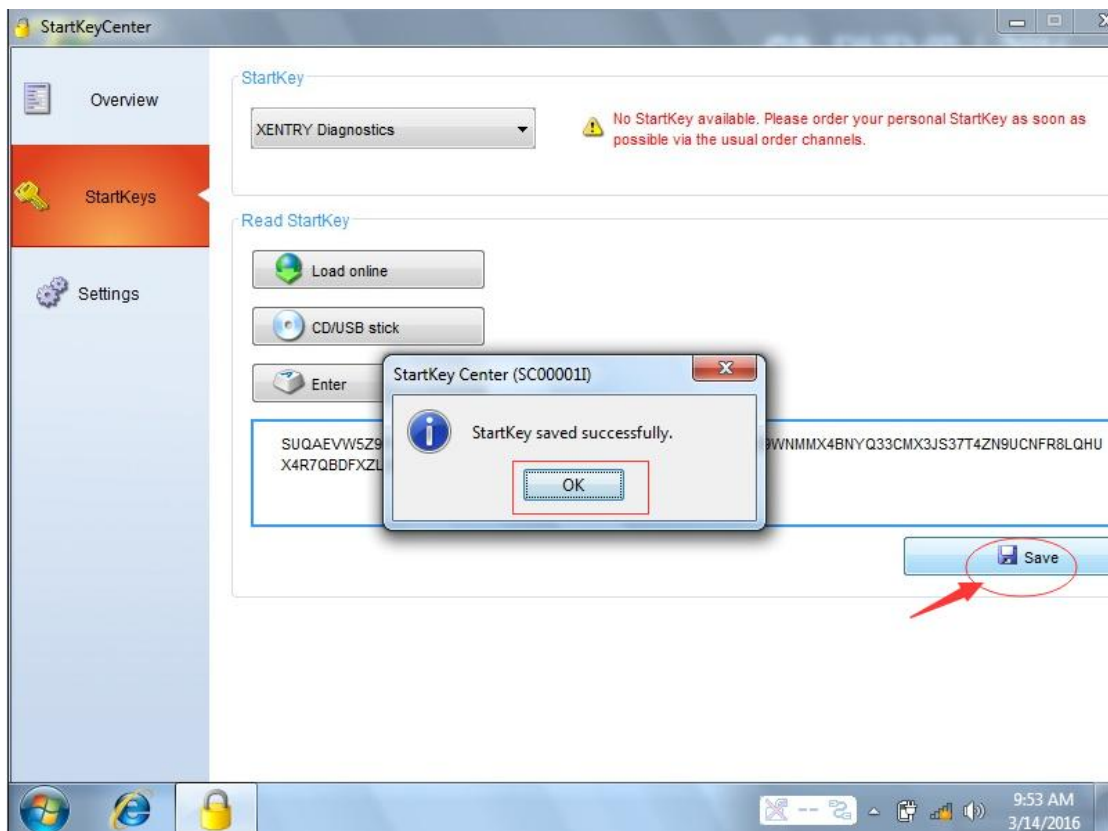 StartKeyCenter
Overview
StartKeys
Settings
StartKey
XENTRY Diagnostics
No StartKey available. Please order your personal StartKey as soon as
possible via the usual order channels.
Read StartKey
Load online
CD/USB stick
Enter
StartKey Center (SC00001I)
StartKey saved successfully.
OK
SUQAEVW5Z9
9WNMMX4BNYQ33CMX3JS37T4ZN9UCNFR8LQHU
X4R7QBDFXZL
Save
9:53 AM
3/14/2016